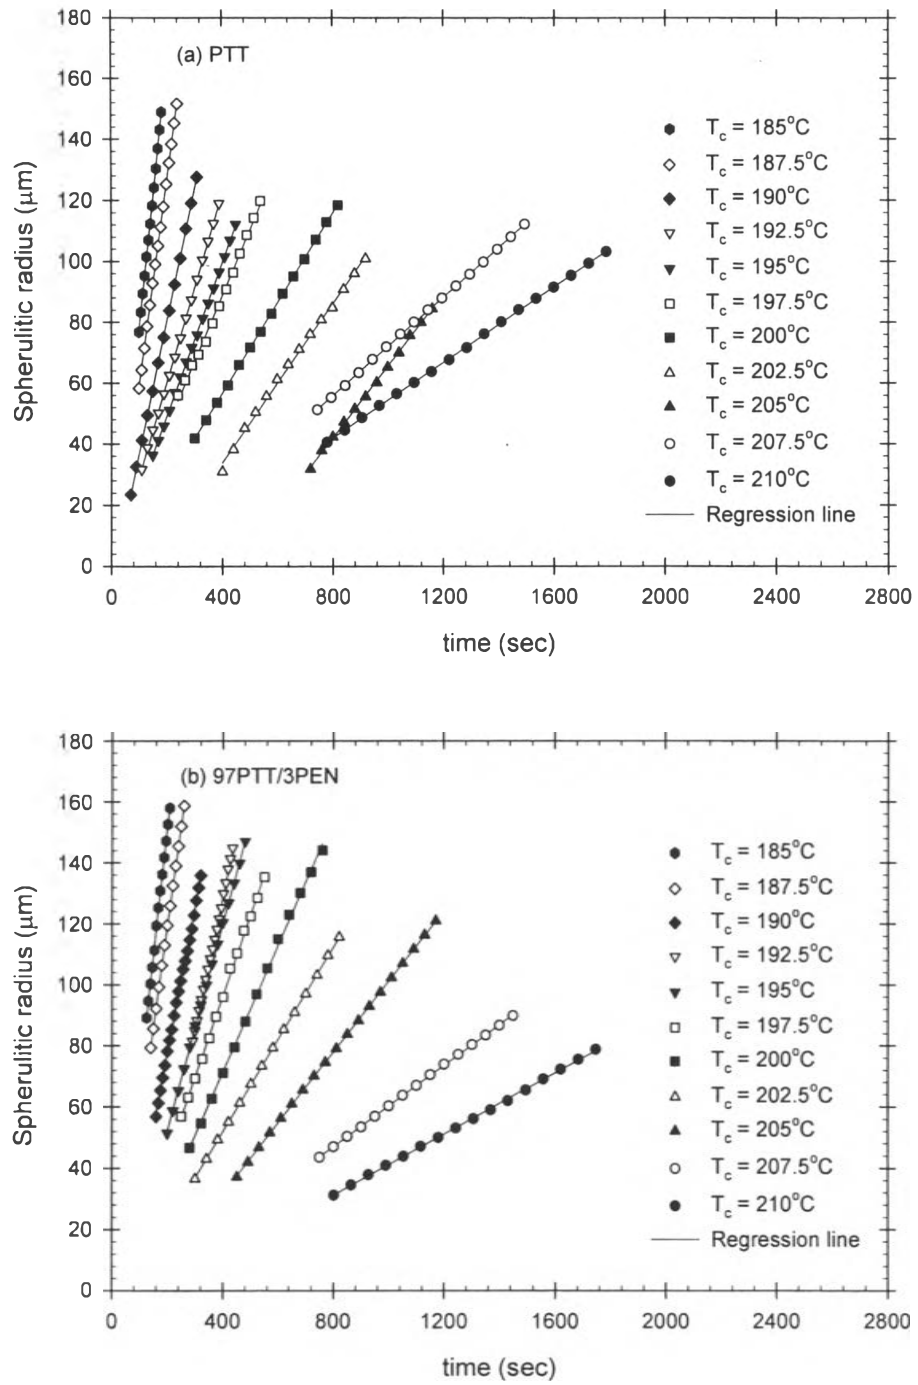 180
(a) PTT
160
140
120
100
80
60
40
20
0
Spherulitic radius (μm)
T_c = 185°C
T_c = 187.5°C
T_c = 190°C
T_c = 192.5°C
T_c = 195°C
T_c = 197.5°C
T_c = 200°C
T_c = 202.5°C
T_c = 205°C
T_c = 207.5°C
T_c = 210°C
Regression line
0 400 800 1200 1600 2000 2400 2800
time (sec)
180
(b) 97PTT/3PEN
160
140
120
100
80
60
40
20
0
Spherulitic radius (μm)
T_c = 185°C
T_c = 187.5°C
T_c = 190°C
T_c = 192.5°C
T_c = 195°C
T_c = 197.5°C
T_c = 200°C
T_c = 202.5°C
T_c = 205°C
T_c = 207.5°C
T_c = 210°C
Regression line
0 400 800 1200 1600 2000 2400 2800
time (sec)